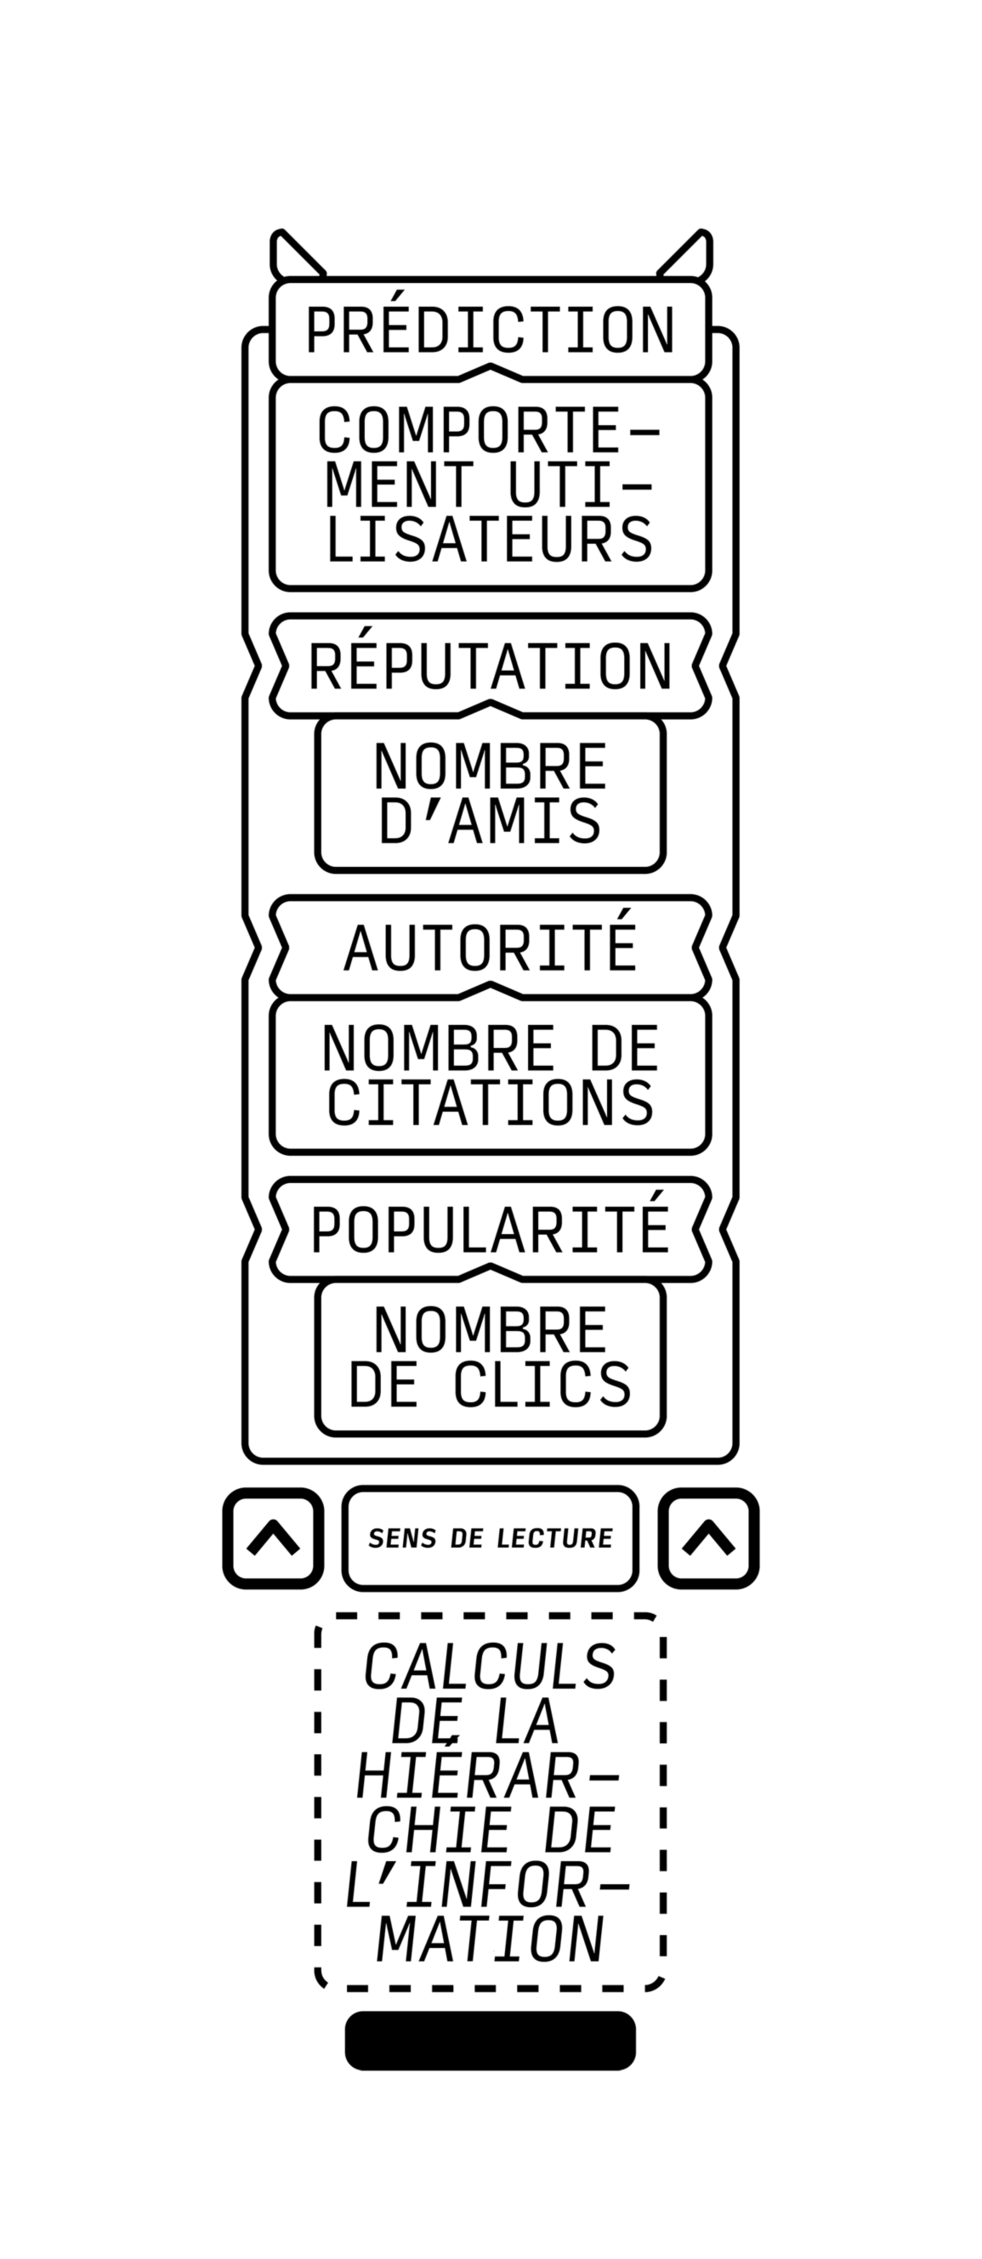 PRÉDICTION
COMPORTE-
MENT UTI-
LISATEURS
RÉPUTATION
NOMBRE
D'AMIS
AUTORITÉ
NOMBRE DE
CITATIONS
POPULARITÉ
NOMBRE
DE CLICS
SENS DE LECTURE
CALCULS
DE LA
HIÉRAR-
CHIE DE
L'INFOR-
MATION